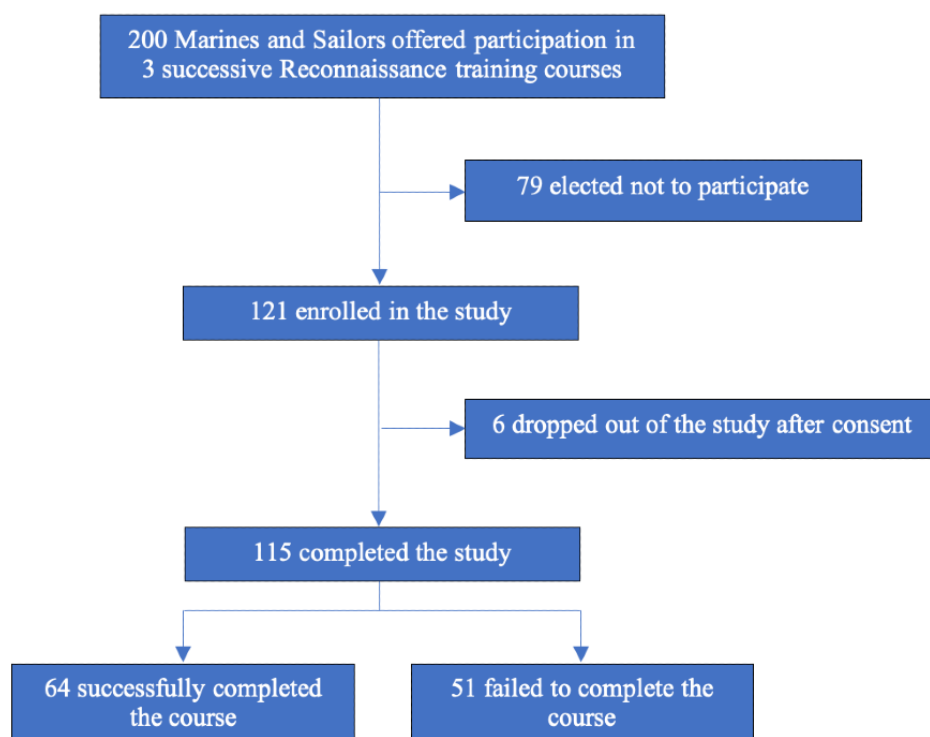 200 Marines and Sailors offered participation in
3 successive Reconnaissance training courses
79 elected not to participate
121 enrolled in the study
6 dropped out of the study after consent
115 completed the study
64 successfully completed
the course
51 failed to complete the
course